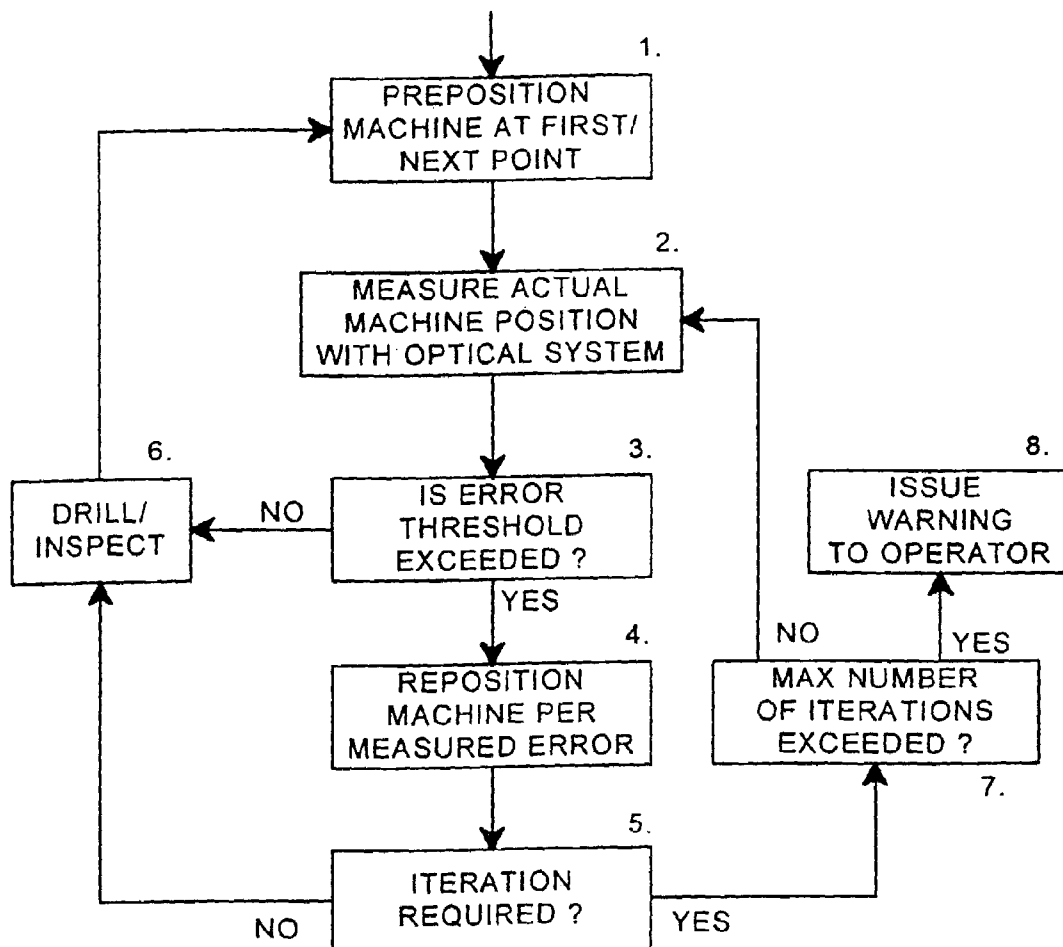 1.
PREPOSITION
MACHINE AT FIRST/
NEXT POINT
2.
MEASURE ACTUAL
MACHINE POSITION
WITH OPTICAL SYSTEM
3.
IS ERROR
THRESHOLD
EXCEEDED ?
NO
YES
6.
DRILL/
INSPECT
4.
REPOSITION
MACHINE PER
MEASURED ERROR
5.
ITERATION
REQUIRED ?
NO
YES
7.
MAX NUMBER
OF ITERATIONS
EXCEEDED ?
NO
YES
8.
ISSUE
WARNING
TO OPERATOR